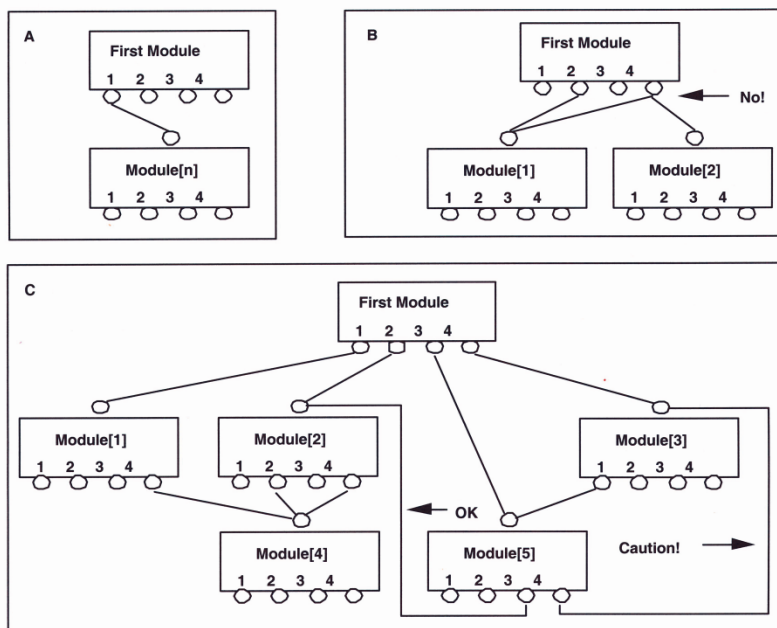 A
First Module
1 2 3 4
Module[n]
1 2 3 4
B
First Module
1 2 3 4
No!
Module[1]
1 2 3 4
Module[2]
1 2 3 4
C
First Module
1 2 3 4
Module[1]
1 2 3 4
Module[2]
1 2 3 4
Module[3]
1 2 3 4
OK
Module[4]
1 2 3 4
Module[5]
1 2 3 4
Caution!